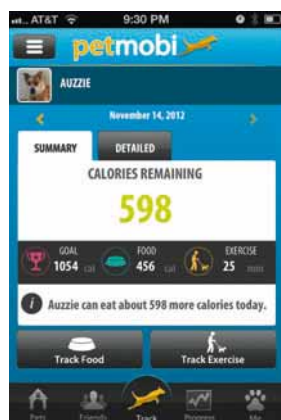 AT&T 9:30 PM
petmobi
AUZZIE
November 14, 2012
SUMMARY DETAILED
CALORIES REMAINING
598
GOAL FOOD EXERCISE
1054 cal 456 cal 25 min
i Auzzie can eat about 598 more calories today.
Track Food Track Exercise
Pets Friends Track Progress Me